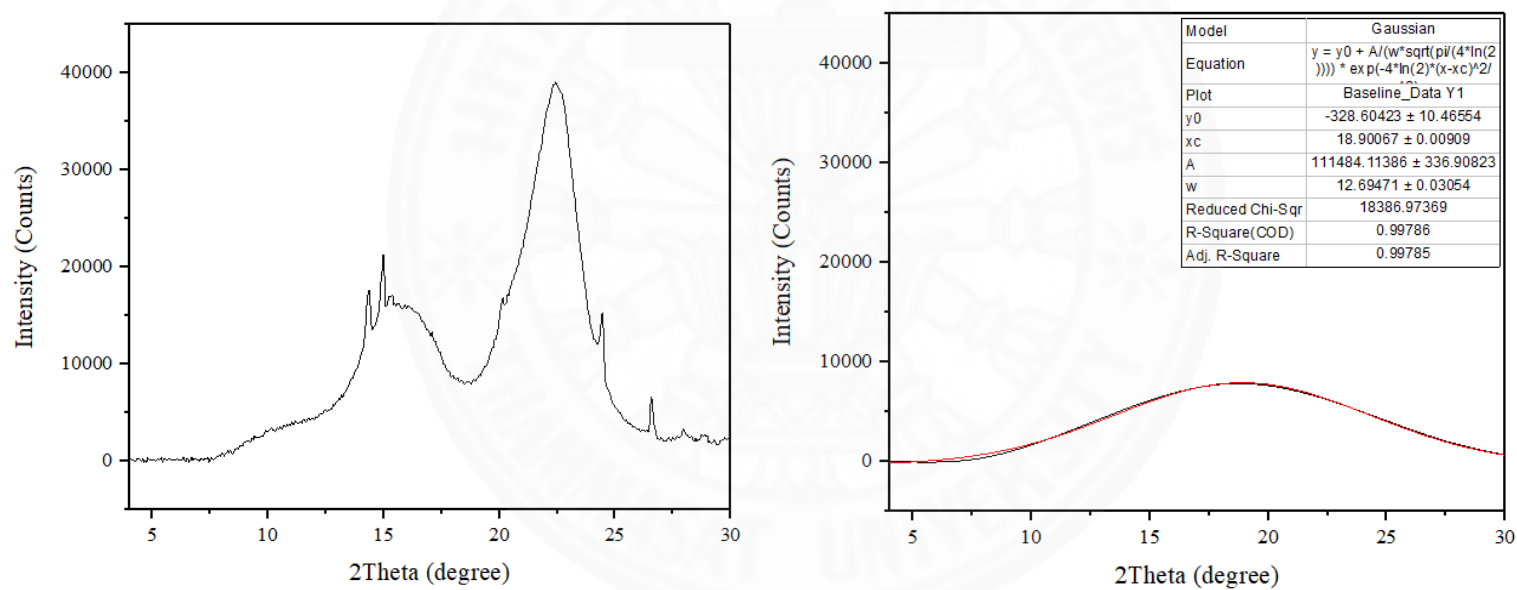 40000
30000
20000
10000
0
5
10
15
20
25
30
Intensity (Counts)
2Theta (degree)
40000
30000
20000
10000
0
5
10
15
20
25
30
Intensity (Counts)
2Theta (degree)
Model Gaussian
Equation y = y0 + A/(w*sqrt(pi/(4*ln(2
)))) * exp(-4*ln(2)*(x-xc)^2/
Plot Baseline_Data Y1
y0 -328.60423 ± 10.46554
xc 18.90067 ± 0.00909
A 111484.11386 ± 336.90823
w 12.69471 ± 0.03054
Reduced Chi-Sqr 18386.97369
R-Square(COD) 0.99786
Adj. R-Square 0.99785
UNIVERSITY